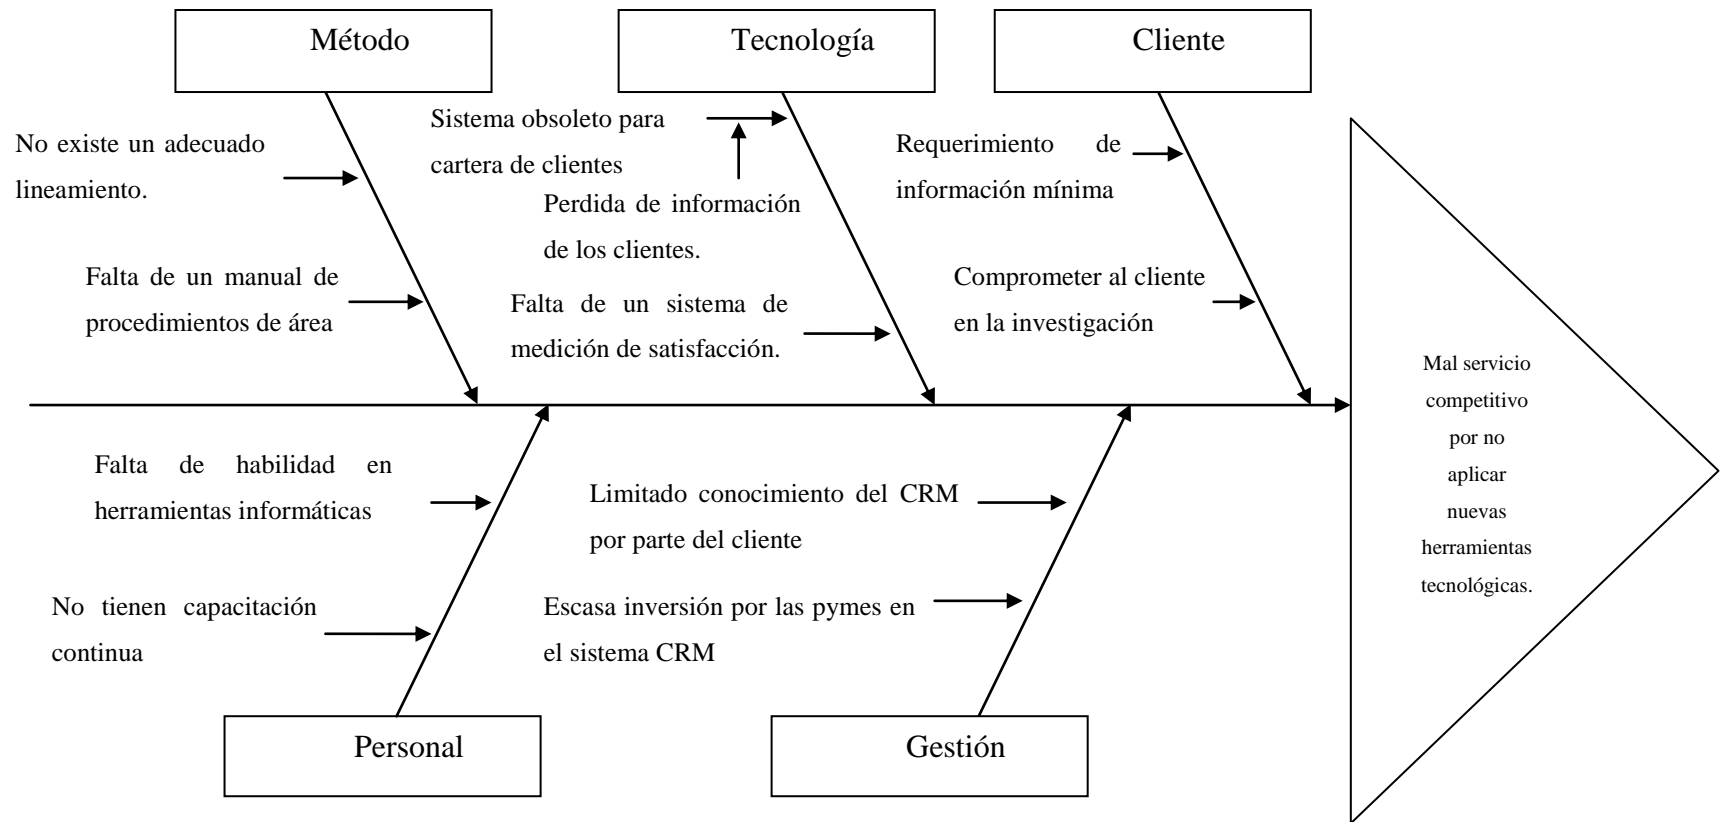 Método
Tecnología
Cliente
No existe un adecuado
lineamiento.
Falta de un manual de
procedimientos de área
Sistema obsoleto para
cartera de clientes
Perdida de información
de los clientes.
Falta de un sistema de
medición de satisfacción.
Requerimiento de
información mínima
Comprometer al cliente
en la investigación
Mal servicio
competitivo
por no
aplicar
nuevas
herramientas
tecnológicas.
Falta de habilidad en
herramientas informáticas
No tienen capacitación
continua
Limitado conocimiento del CRM
por parte del cliente
Escasa inversión por las pymes en
el sistema CRM
Personal
Gestión